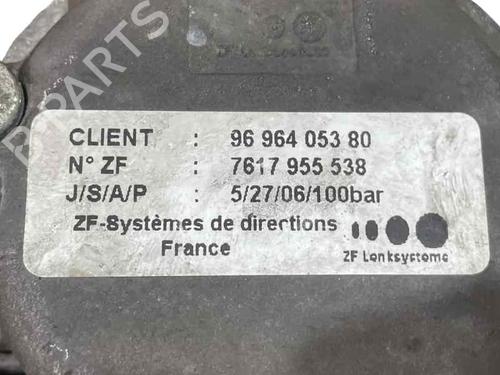 B PARTS
CLIENT : 96 964 053 80
N° ZF : 7617 955 538
J/S/A/P : 5/27/06/100bar
ZF-Systèmes de directions
France
ZF Lenksysteme